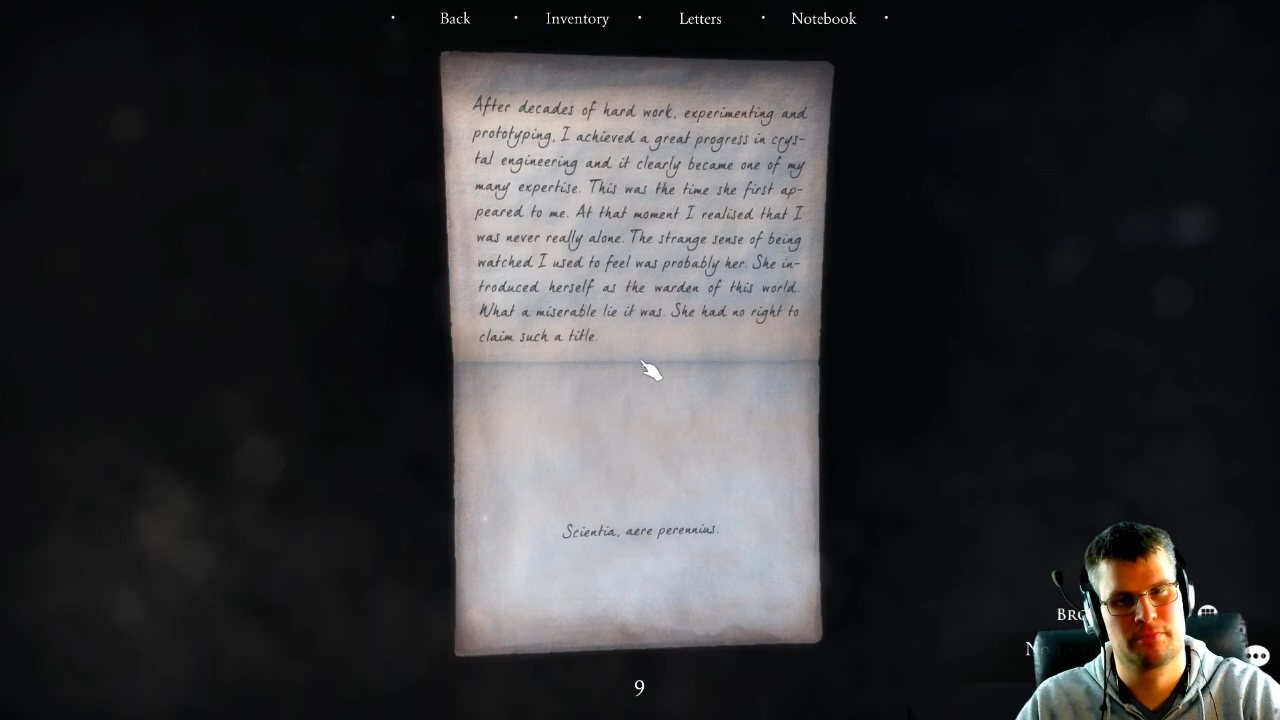 Back
Inventory
Letters
Notebook
After decades of hard work, experimenting and
prototyping, I achieved a great progress in crys-
tal engineering and it clearly became one of my
many expertise. This was the time she first ap-
peared to me. At that moment I realised that I
was never really alone. The strange sense of being
watched I used to feel was probably her. She in-
troduced herself as the warden of this world.
What a miserable lie it was. She had no right to
claim such a title.
Scientia, aere perennius.
9